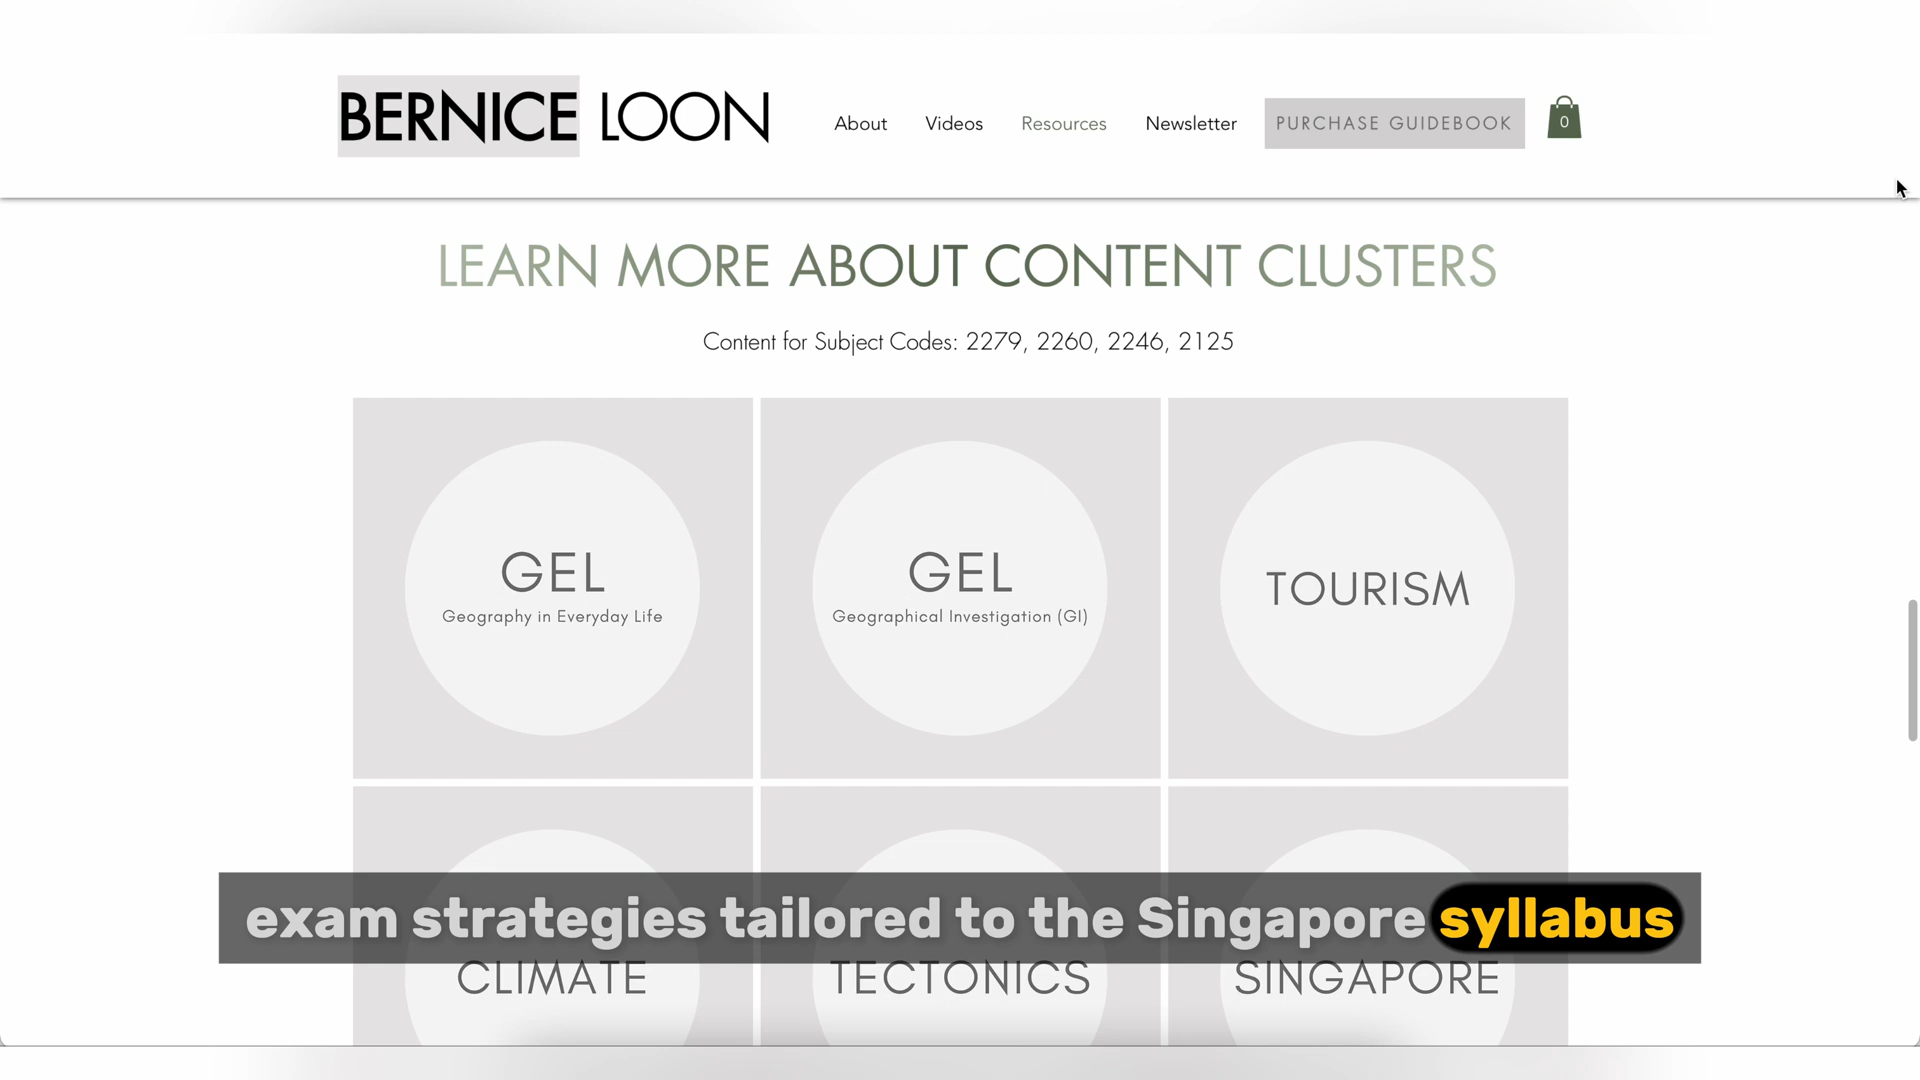 BERNICE LOON
About Videos Resources Newsletter PURCHASE GUIDEBOOK 0
LEARN MORE ABOUT CONTENT CLUSTERS
Content for Subject Codes: 2279, 2260, 2246, 2125
GEL
Geography in Everyday Life
GEL
Geographical Investigation (GI)
TOURISM
exam strategies tailored to the Singapore syllabus
CLIMATE
TECTONICS
SINGAPORE